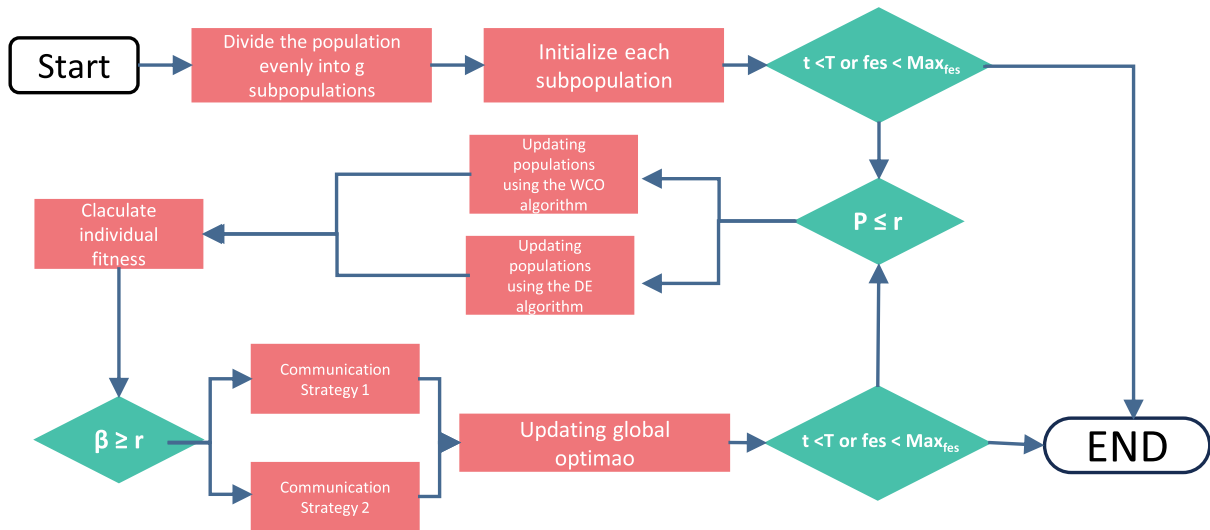 Start
Divide the population
evenly into g
subpopulations
Initialize each
subpopulation
t <T or fes < Maxfes
Updating
populations
using the WCO
algorithm
P ≤ r
Claculate
individual
fitness
Updating
populations
using the DE
algorithm
Communication
Strategy 1
β ≥ r
Updating global
optimao
t <T or fes < Maxfes
END
Communication
Strategy 2